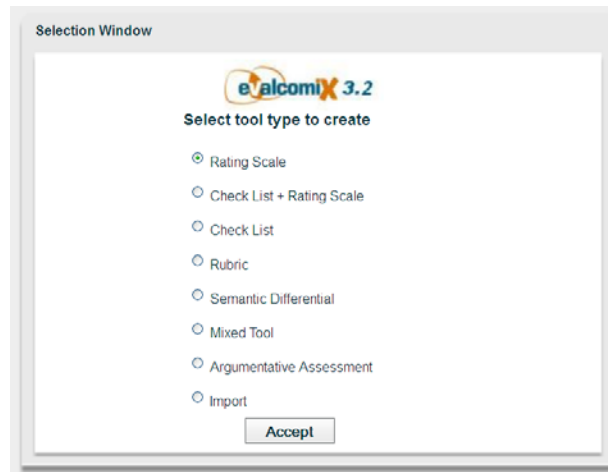 Selection Window
evalcomix 3.2
Select tool type to create
Rating Scale
Check List + Rating Scale
Check List
Rubric
Semantic Differential
Mixed Tool
Argumentative Assessment
Import
Accept